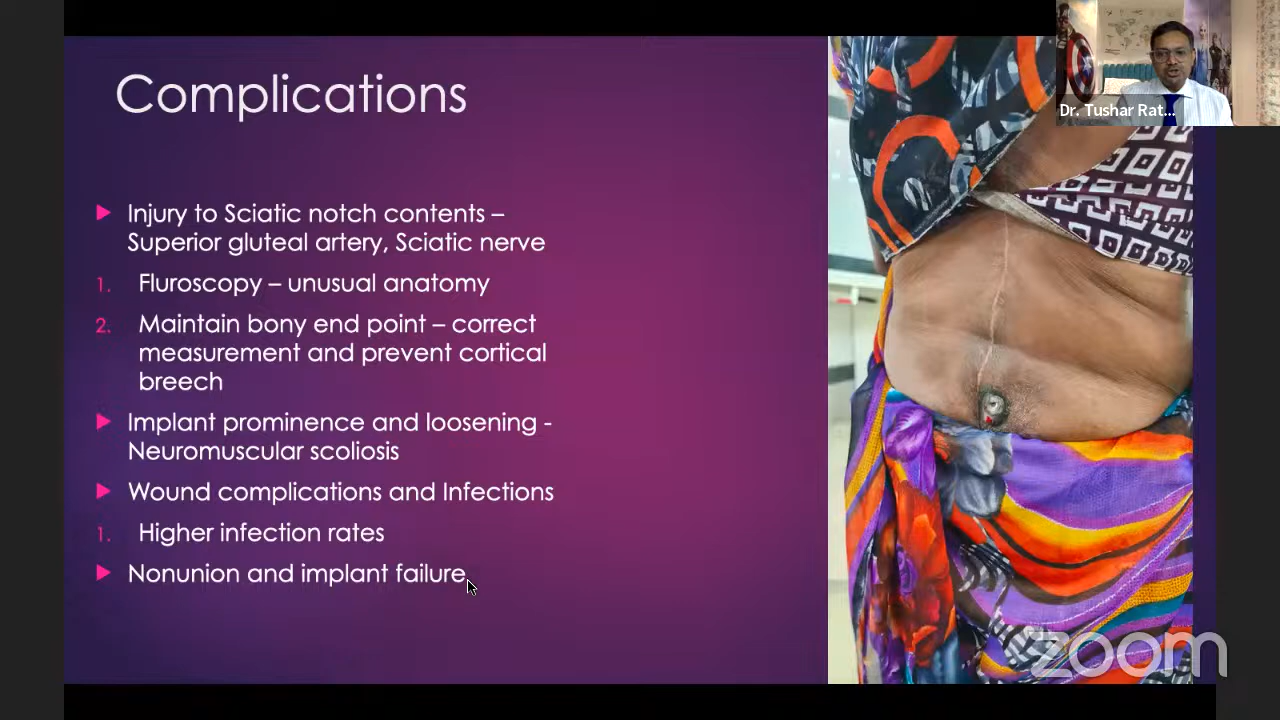 Complications
Dr. Tushar Rat...
Injury to Sciatic notch contents –
Superior gluteal artery, Sciatic nerve
1. Fluroscopy – unusual anatomy
2. Maintain bony end point – correct
measurement and prevent cortical
breech
Implant prominence and loosening -
Neuromuscular scoliosis
Wound complications and Infections
1. Higher infection rates
Nonunion and implant failure
zoom